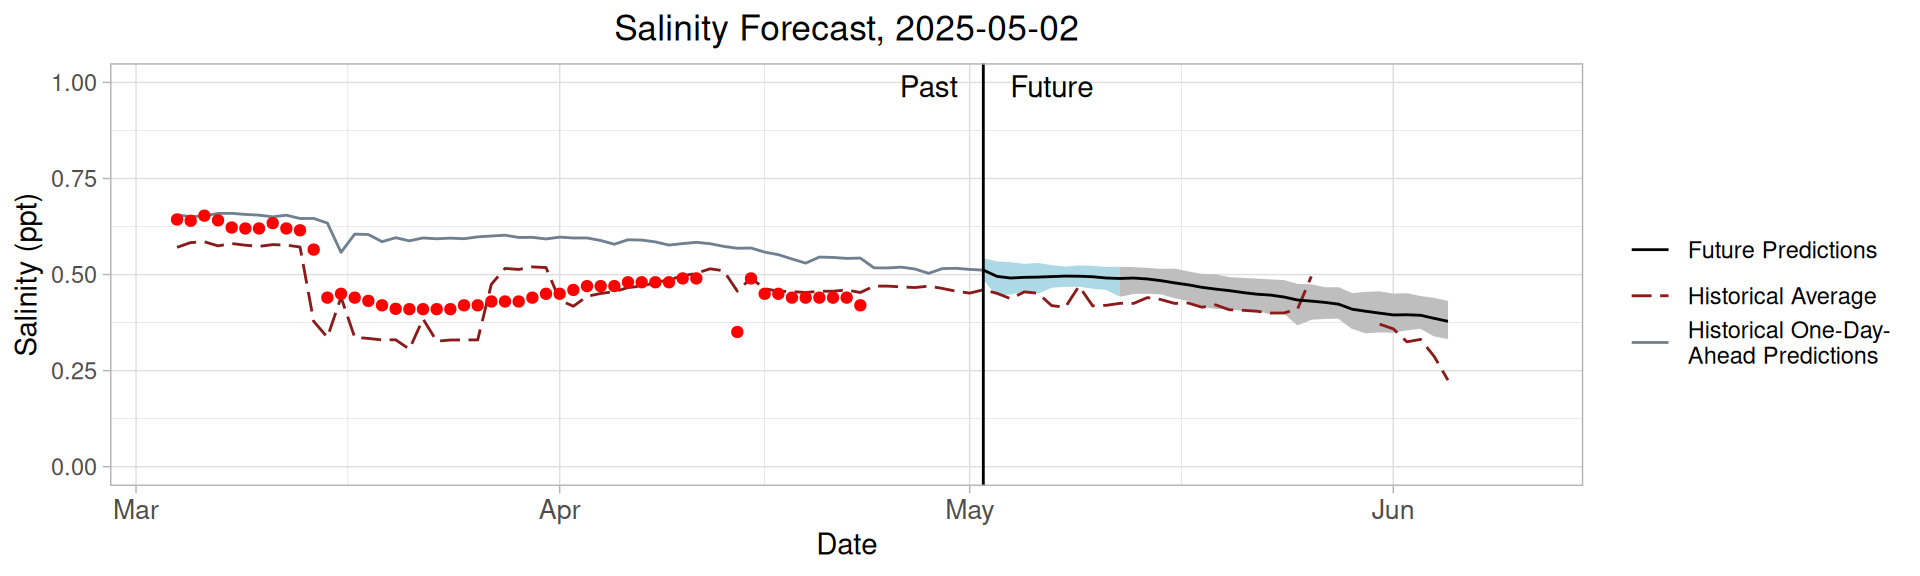 Salinity Forecast, 2025-05-02
Past
Future
1.00
0.75
0.50
0.25
0.00
Salinity (ppt)
Mar
Apr
May
Jun
Date
Future Predictions
Historical Average
Historical One-Day-
Ahead Predictions